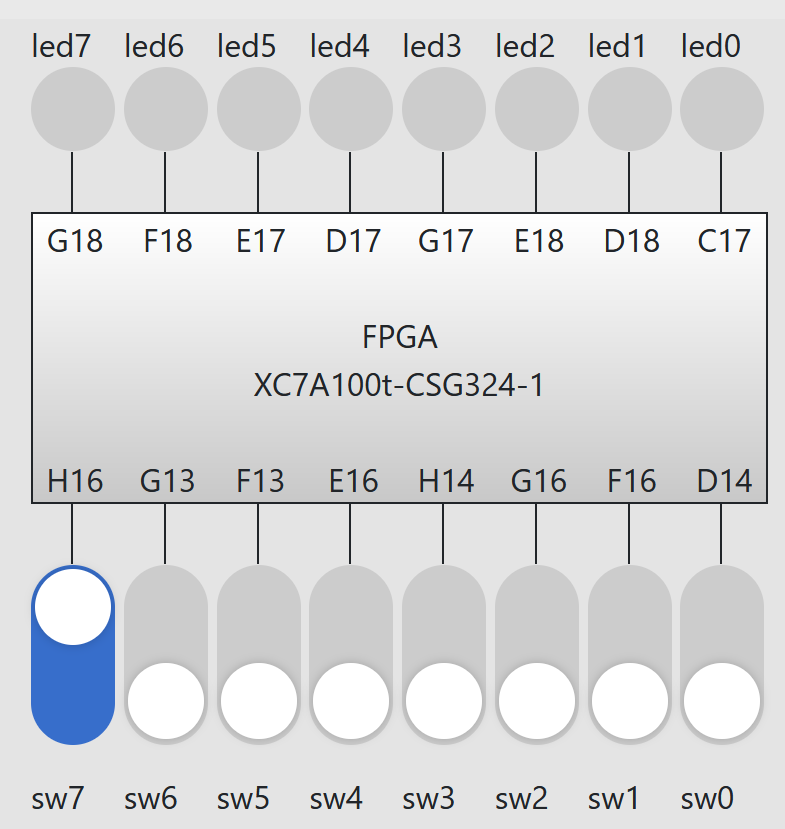 led7 led6 led5 led4 led3 led2 led1 led0
G18 F18 E17 D17 G17 E18 D18 C17
FPGA
XC7A100t-CSG324-1
H16 G13 F13 E16 H14 G16 F16 D14
sw7 sw6 sw5 sw4 sw3 sw2 sw1 sw0